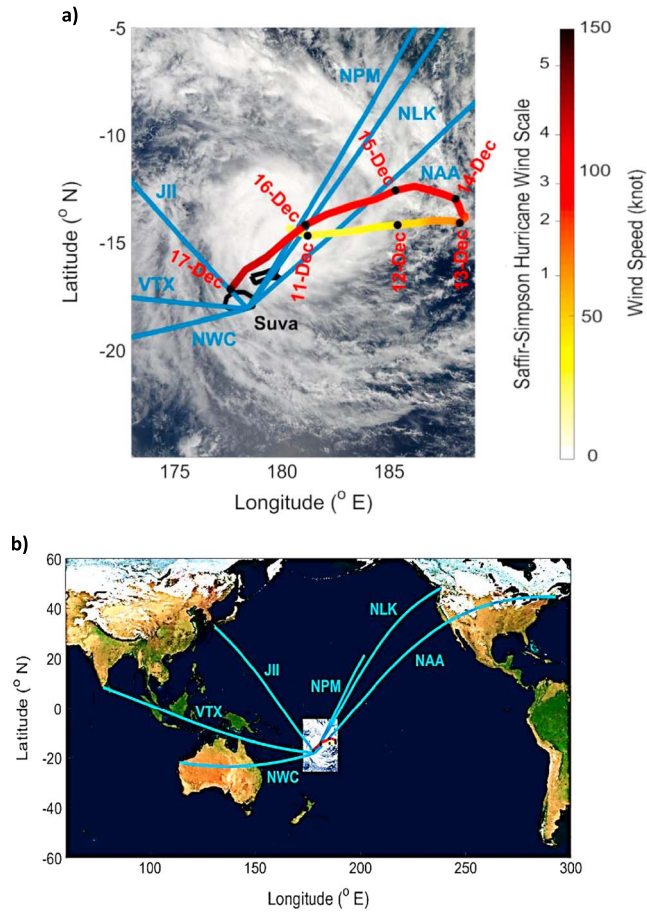 a)
-5
-10
-15
-20
Latitude (° N)
175
180
185
Longitude (° E)
NPM
NLK
NAA
JII
VTX
NWC
Suva
15-Dec
14-Dec
16-Dec
17-Dec
11-Dec
12-Dec
13-Dec
Saffir-Simpson Hurricane Wind Scale
5
4
3
2
1
150
100
50
0
Wind Speed (knot)
b)
60
40
20
0
-20
-40
-60
Latitude (° N)
NLK
JII
NPM
NAA
VTX
NWC
100
150
200
250
300
Longitude (° E)